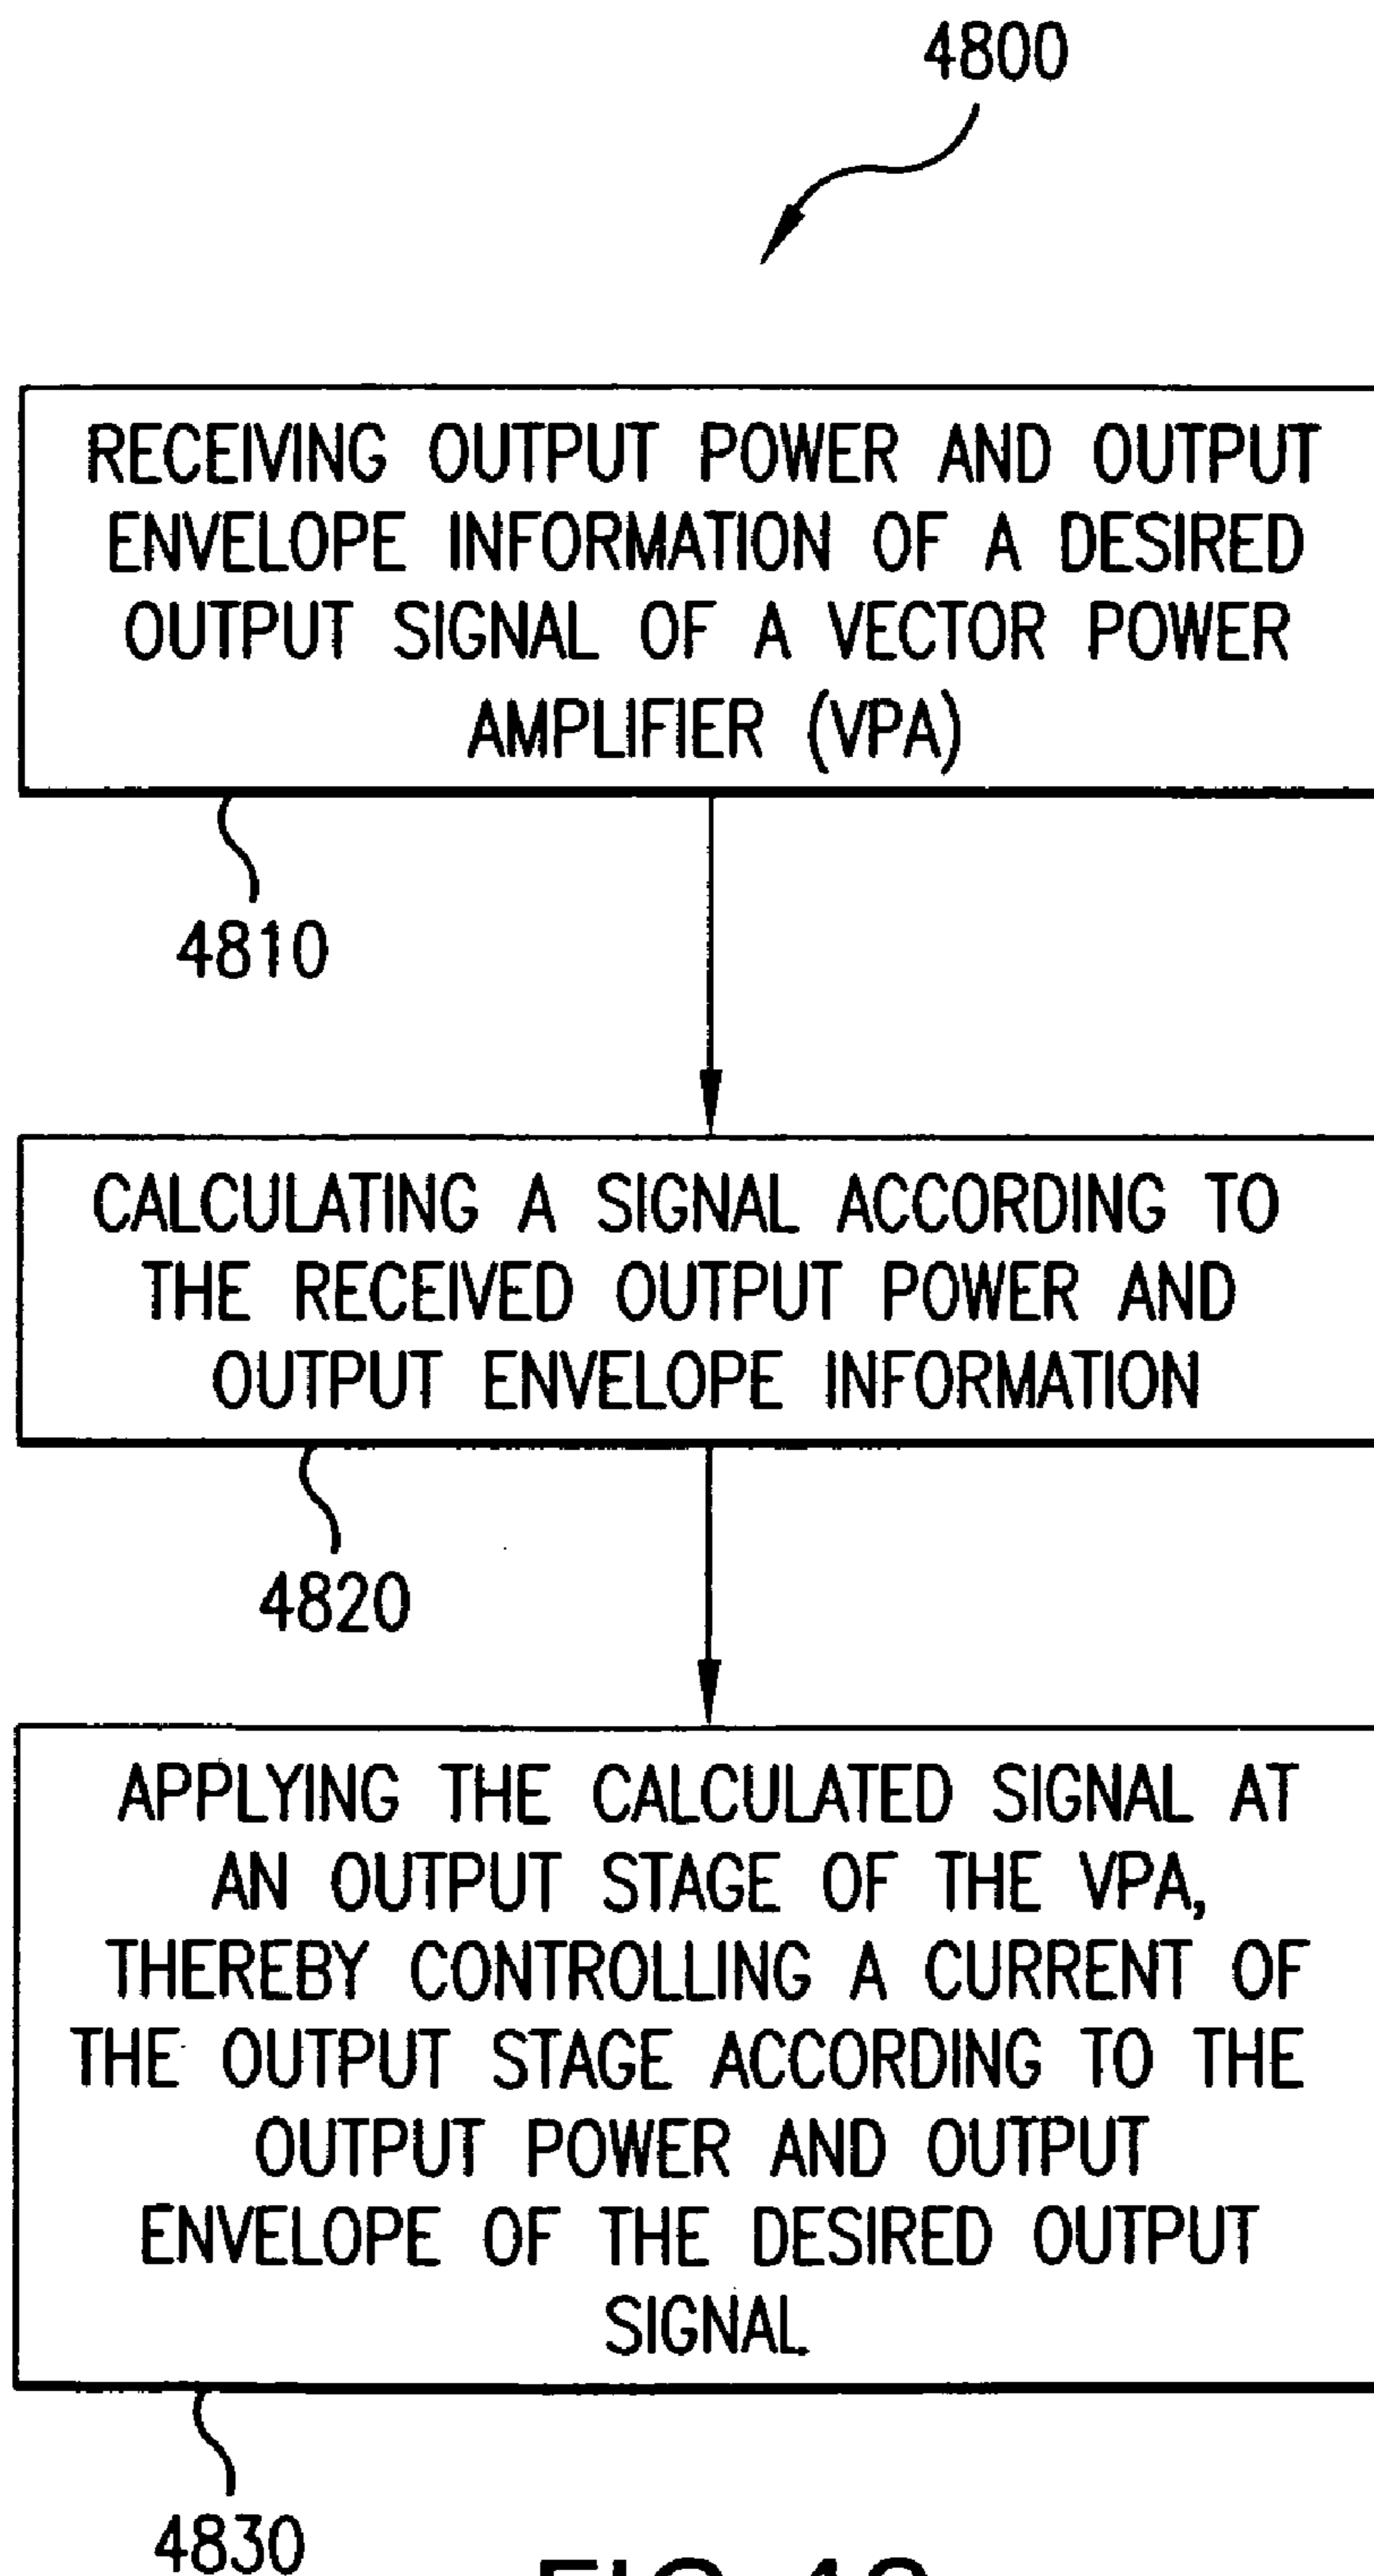 4800
RECEIVING OUTPUT POWER AND OUTPUT
ENVELOPE INFORMATION OF A DESIRED
OUTPUT SIGNAL OF A VECTOR POWER
AMPLIFIER (VPA)
4810
CALCULATING A SIGNAL ACCORDING TO
THE RECEIVED OUTPUT POWER AND
OUTPUT ENVELOPE INFORMATION
4820
APPLYING THE CALCULATED SIGNAL AT
AN OUTPUT STAGE OF THE VPA,
THEREBY CONTROLLING A CURRENT OF
THE OUTPUT STAGE ACCORDING TO THE
OUTPUT POWER AND OUTPUT
ENVELOPE OF THE DESIRED OUTPUT
SIGNAL
4830